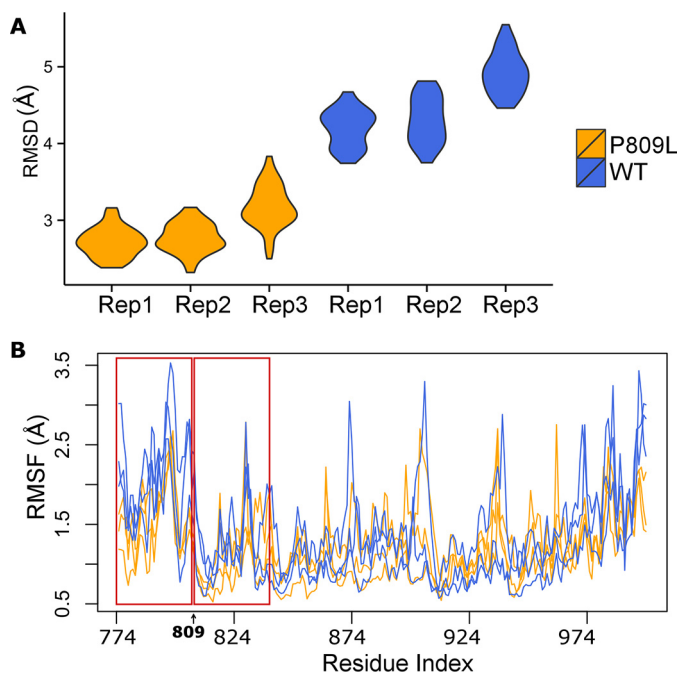 A
RMSD (Å)
5
4
3
Rep1 Rep2 Rep3 Rep1 Rep2 Rep3
P809L
WT
B
RMSF (Å)
3.5
2.5
1.5
0.5
774 809 824 874 924 974
Residue Index